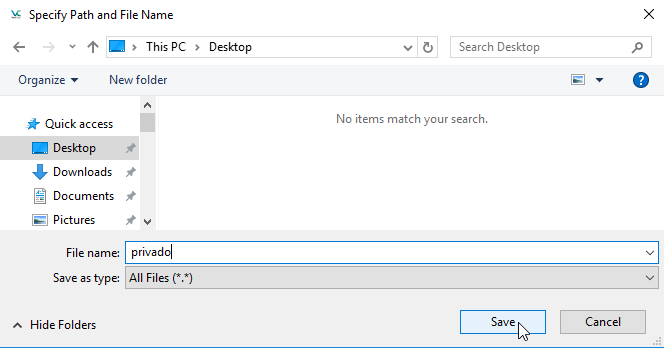 Specify Path and File Name
This PC > Desktop
Search Desktop
Organize
New folder
?
Quick access
No items match your search.
Desktop
Downloads
Documents
Pictures
File name: privado
Save as type: All Files (*.*)
Hide Folders
Save
Cancel